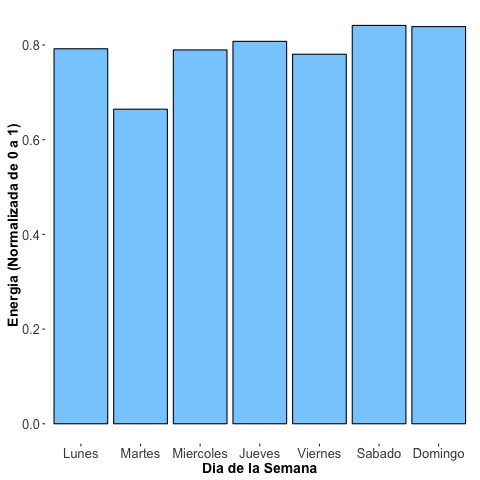 Energia (Normalizada de 0 a 1)
0.8
0.6
0.4
0.2
0.0
Lunes Martes Miercoles Jueves Viernes Sabado Domingo
Dia de la Semana